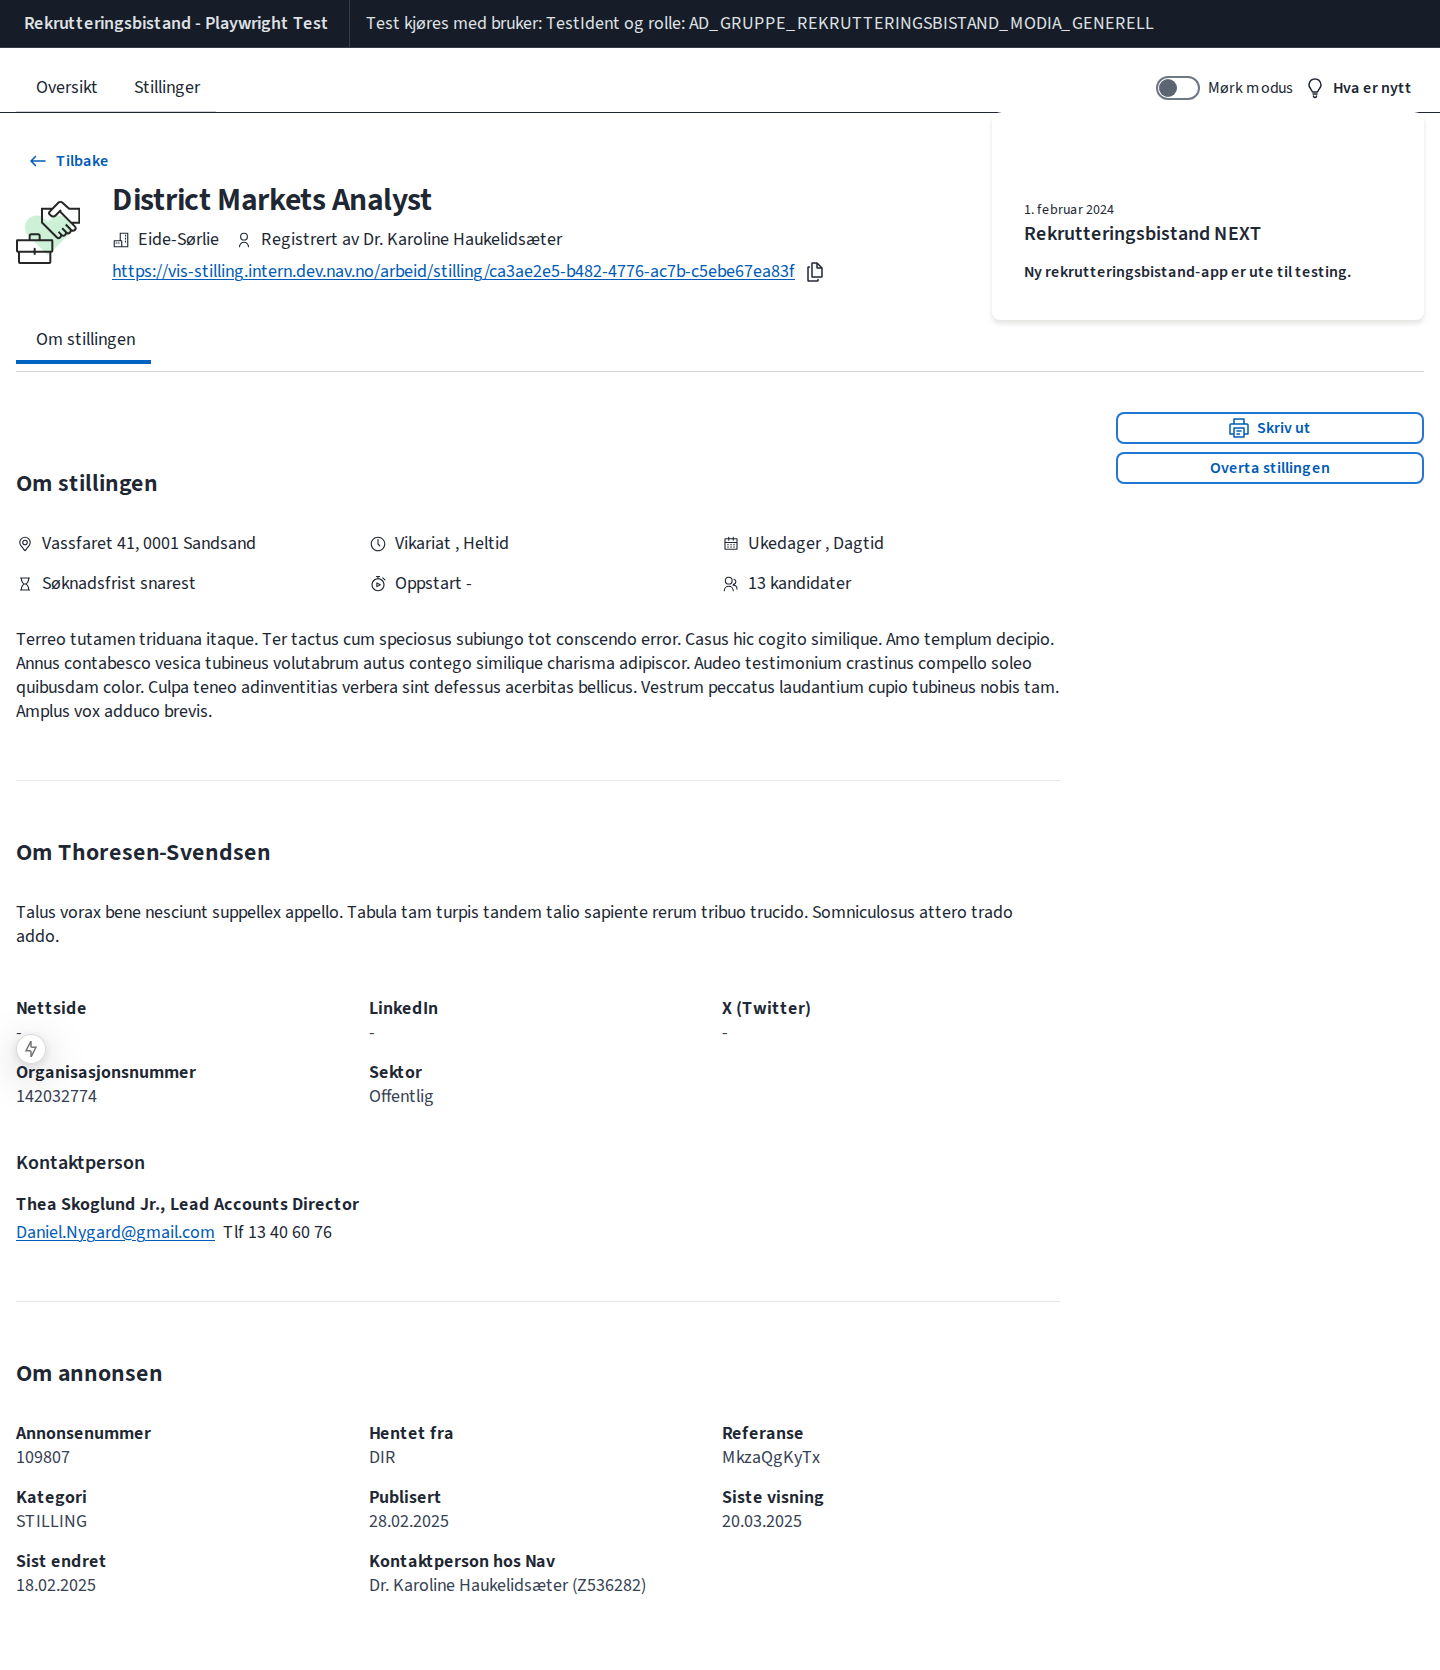 Rekrutteringsbistand - Playwright Test
Test kjøres med bruker: TestIdent og rolle: AD_GRUPPE_REKRUTTERINGSBISTAND_MODIA_GENERELL
Oversikt
Stillinger
Mørk modus
Hva er nytt
Tilbake
District Markets Analyst
Eide-Sørlie
Registrert av Dr. Karoline Haukelidsæter
https://vis-stilling.intern.dev.nav.no/arbeid/stilling/ca3ae2e5-b482-4776-ac7b-c5ebe67ea83f
1. februar 2024
Rekrutteringsbistand NEXT
Ny rekrutteringsbistand-app er ute til testing.
Om stillingen
Skriv ut
Overta stillingen
Om stillingen
Vassfaret 41, 0001 Sandsand
Vikariat , Heltid
Ukedager , Dagtid
Søknadsfrist snarest
Oppstart -
13 kandidater
Terreo tutamen triduana itaque. Ter tactus cum speciosus subiungo tot conscendo error. Casus hic cogito similique. Amo templum decipio.
Annus contabesco vesica tubineus volutabrum autus contego similique charisma adipiscor. Audeo testimonium crastinus compello soleo
quibusdam color. Culpa teneo adinventitias verbera sint defessus acerbitas bellicus. Vestrum peccatus laudantium cupio tubineus nobis tam.
Amplus vox adduco brevis.
Om Thoresen-Svendsen
Talus vorax bene nesciunt suppellex appello. Tabula tam turpis tandem talio sapiente rerum tribuo trucido. Somniculosus attero trado
addo.
Nettside
-
LinkedIn
-
X (Twitter)
-
Organisasjonsnummer
142032774
Sektor
Offentlig
Kontaktperson
Thea Skoglund Jr., Lead Accounts Director
Daniel.Nygard@gmail.com Tlf 13 40 60 76
Om annonsen
Annonsenummer
109807
Hentet fra
DIR
Referanse
MkzaQgKyTx
Kategori
STILLING
Publisert
28.02.2025
Siste visning
20.03.2025
Sist endret
18.02.2025
Kontaktperson hos Nav
Dr. Karoline Haukelidsæter (Z536282)